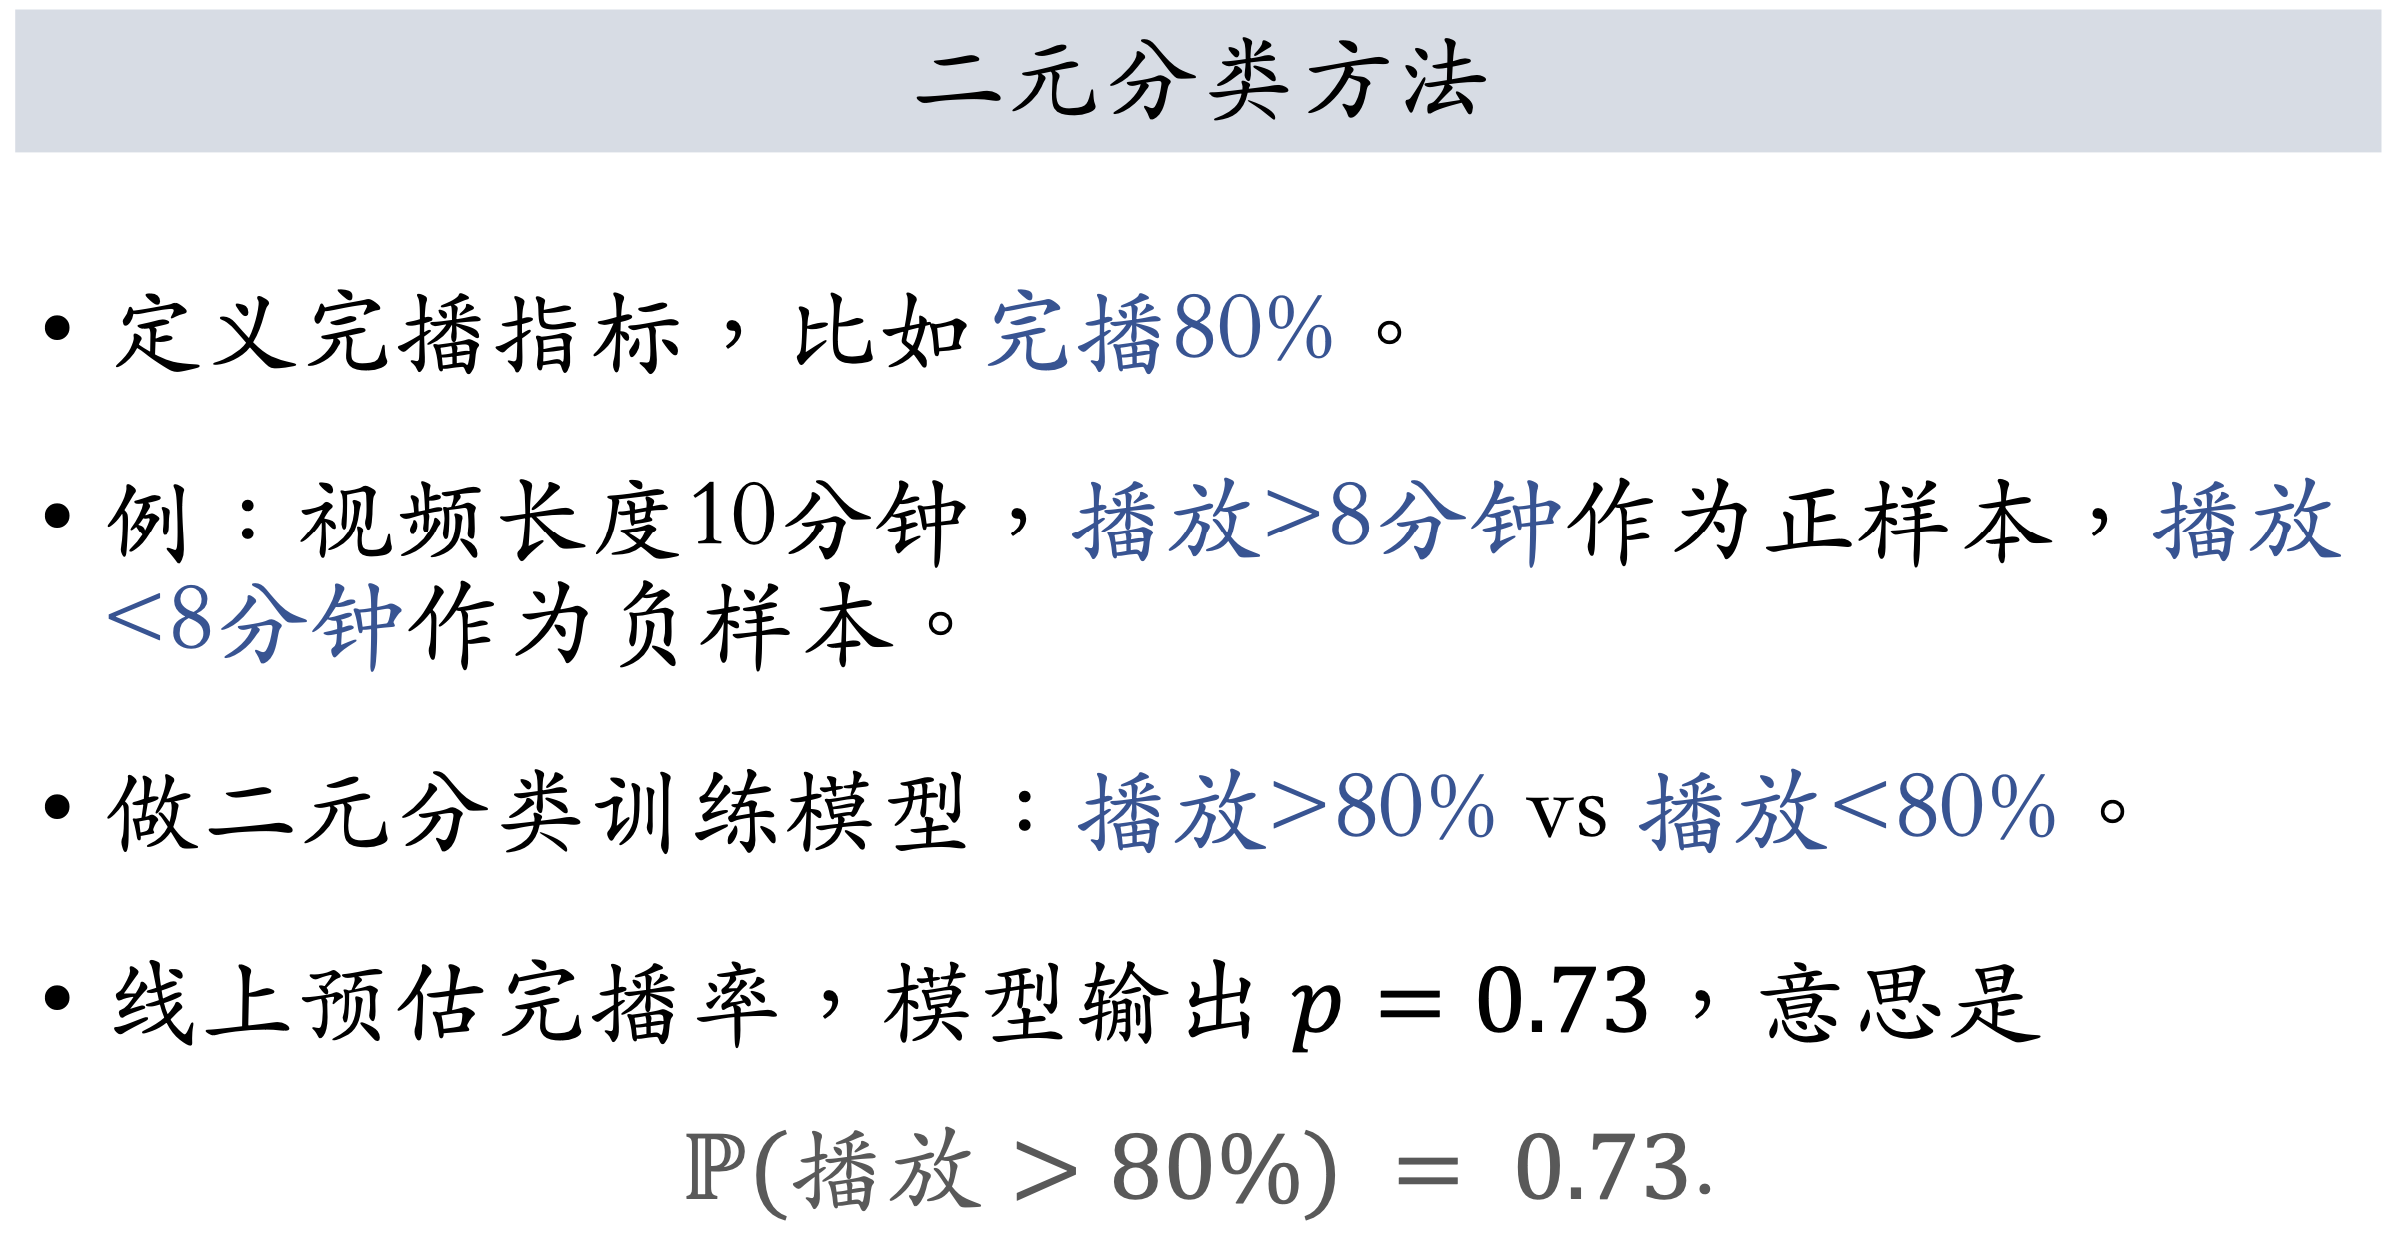 二元分类方法
• 定义完播指标，比如完播80%。
• 例：视频长度10分钟，播放>8分钟作为正样本，播放
<8分钟作为负样本。
• 做二元分类训练模型：播放>80% vs 播放<80%。
• 线上预估完播率，模型输出 p = 0.73，意思是
ℙ(播放 > 80%) = 0.73.